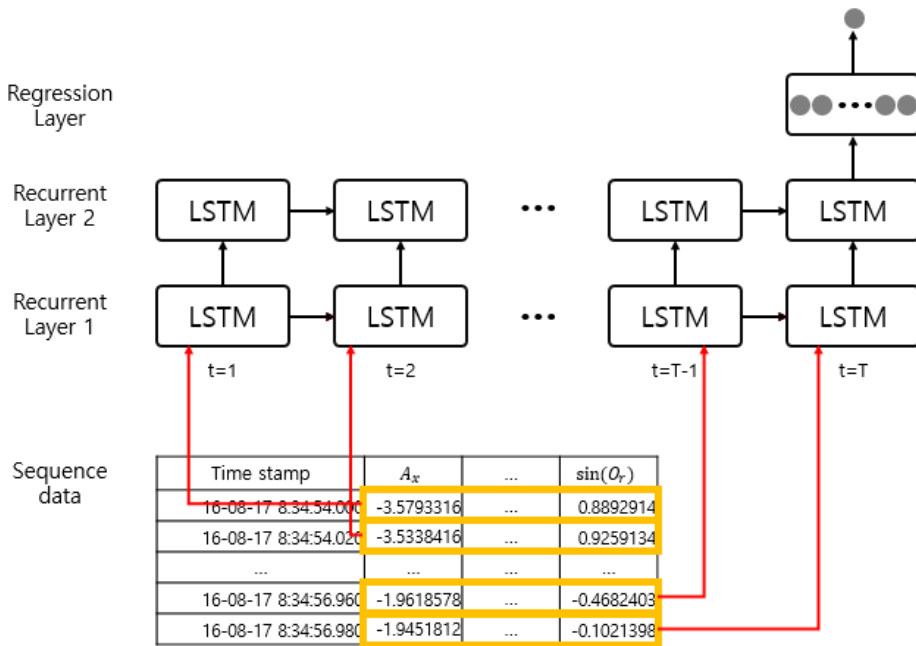 Regression
Layer
Recurrent
Layer 2
LSTM LSTM ... LSTM LSTM
Recurrent
Layer 1
LSTM LSTM ... LSTM LSTM
t=1 t=2 t=T-1 t=T
Sequence
data
Time stamp A_x ... sin(O_r)
16-08-17 8:34:54.000 -3.5793316 ... 0.8892914
16-08-17 8:34:54.020 -3.5338416 ... 0.9259134
... ... ... ...
16-08-17 8:34:56.960 -1.9618578 ... -0.4682403
16-08-17 8:34:56.980 -1.9451812 ... -0.1021398